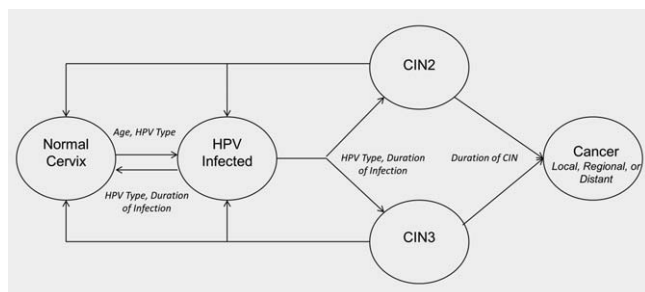 CIN2
Age, HPV Type
Normal
Cervix
HPV
Infected
HPV Type, Duration
of Infection
HPV Type, Duration
of Infection
Duration of CIN
Cancer
Local, Regional, or
Distant
CIN3